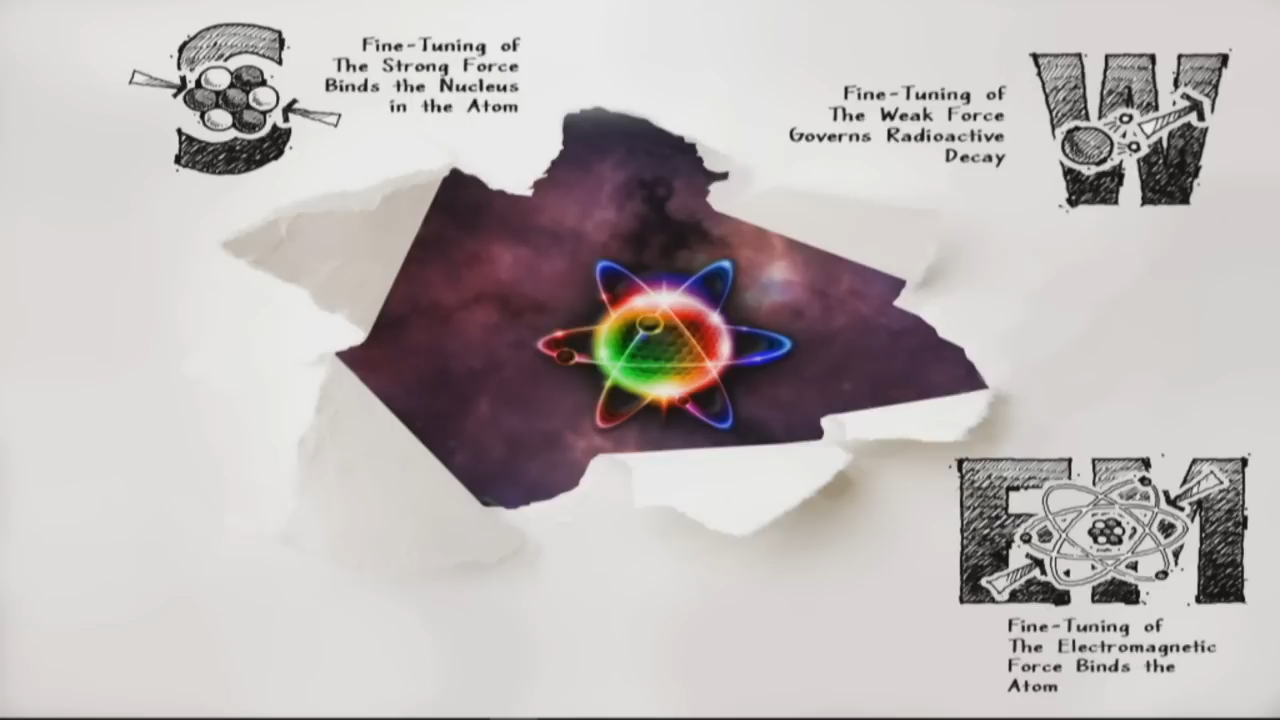 S
Fine-Tuning of
The Strong Force
Binds the Nucleus
in the Atom
W
Fine-Tuning of
The Weak Force
Governs Radioactive
Decay
EM
Fine-Tuning of
The Electromagnetic
Force Binds the
Atom